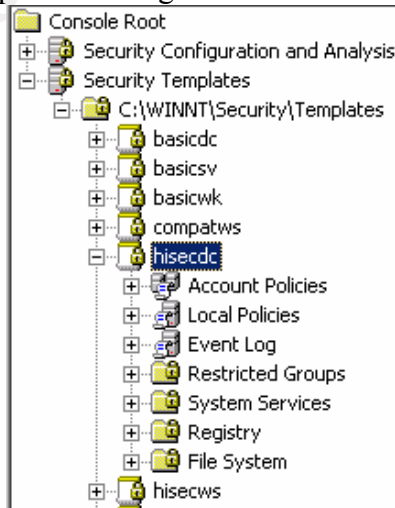 Console Root
Security Configuration and Analysis
Security Templates
C:\WINNT\Security\Templates
basicdc
basicsv
basicwk
compatws
hisecdc
Account Policies
Local Policies
Event Log
Restricted Groups
System Services
Registry
File System
hisecws